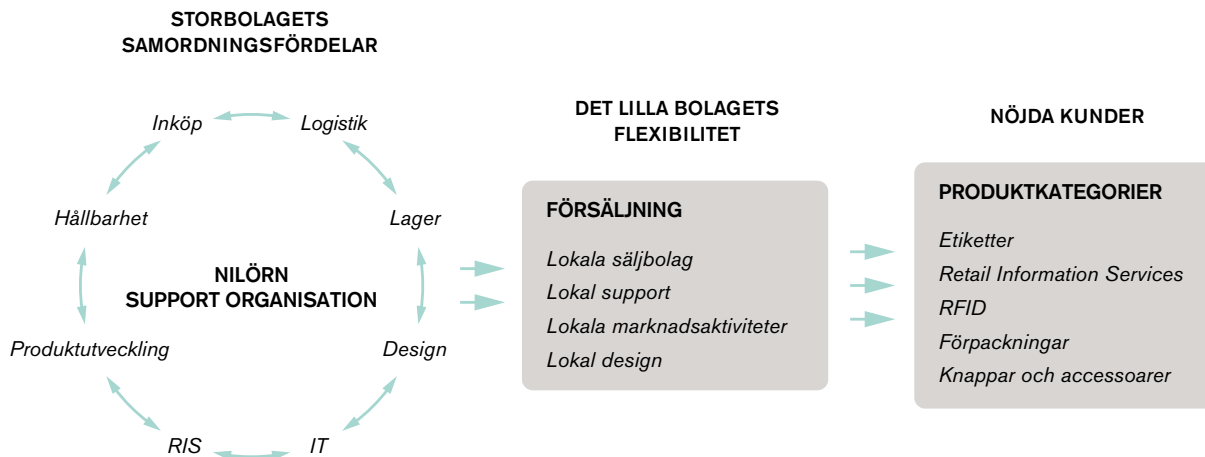 STORBOLAGETS
SAMORDNINGSFÖRDELAR
Inköp
Logistik
Hållbarhet
Lager
NILÖRN
SUPPORT ORGANISATION
Produktutveckling
Design
RIS
IT
DET LILLA BOLAGETS
FLEXIBILITET
FÖRSÄLJNING
Lokala säljbolag
Lokal support
Lokala marknadsaktiviteter
Lokal design
NÖJDA KUNDER
PRODUKTKATEGORIER
Etiketter
Retail Information Services
RFID
Förpackningar
Knappar och accessoarer